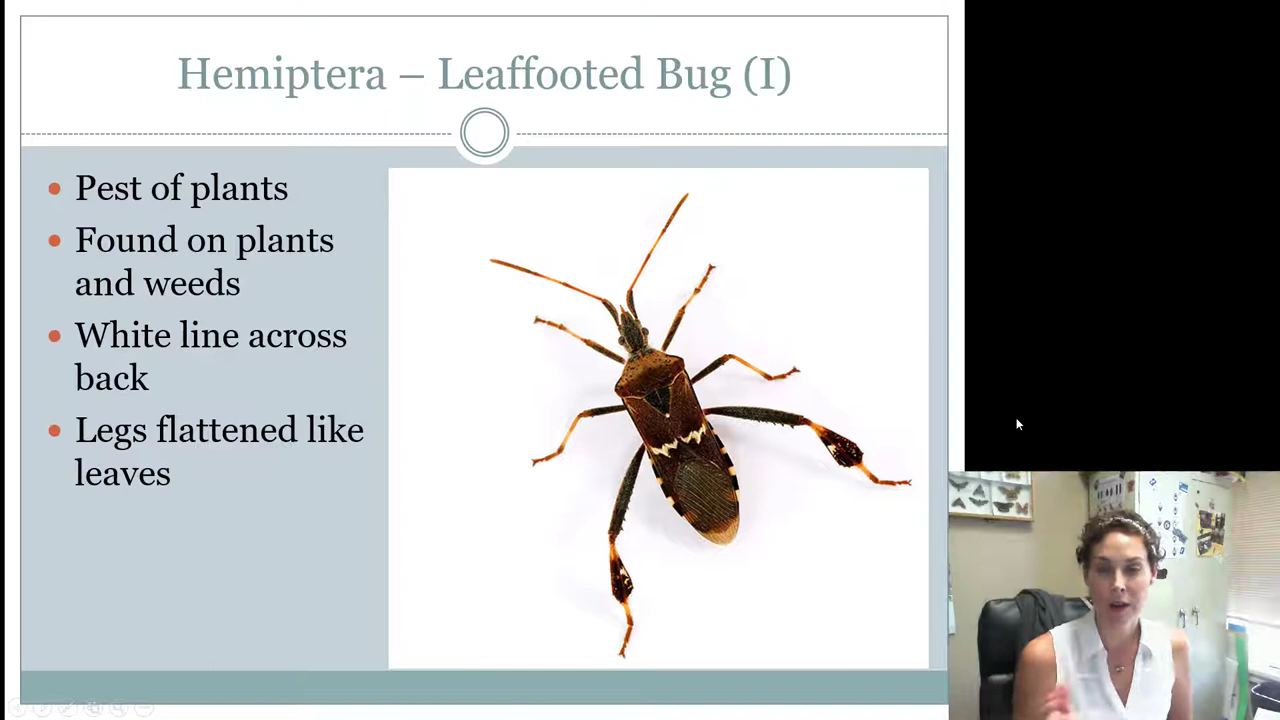 Hemiptera – Leaffooted Bug (I)
Pest of plants
Found on plants
and weeds
White line across
back
Legs flattened like
leaves